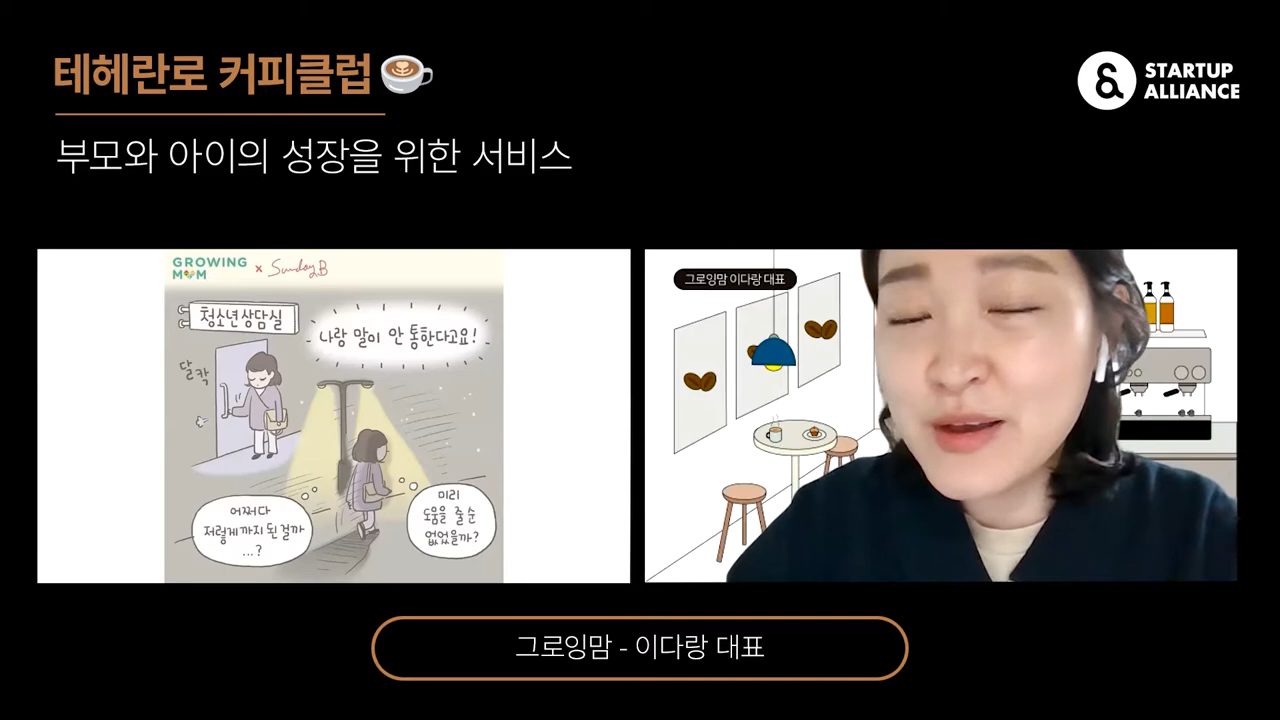 테헤란로 커피클럽
STARTUP
ALLIANCE
부모와 아이의 성장을 위한 서비스
GROWING
MOM
x Sunday B
청소년상담실
나랑 말이 안 통한다고요!
달칵
어쩌다
저렇게까지 된 걸까
...?
미리
도움을 줄 순
없었을까?
그로잉맘 이다랑 대표
그로잉맘 - 이다랑 대표